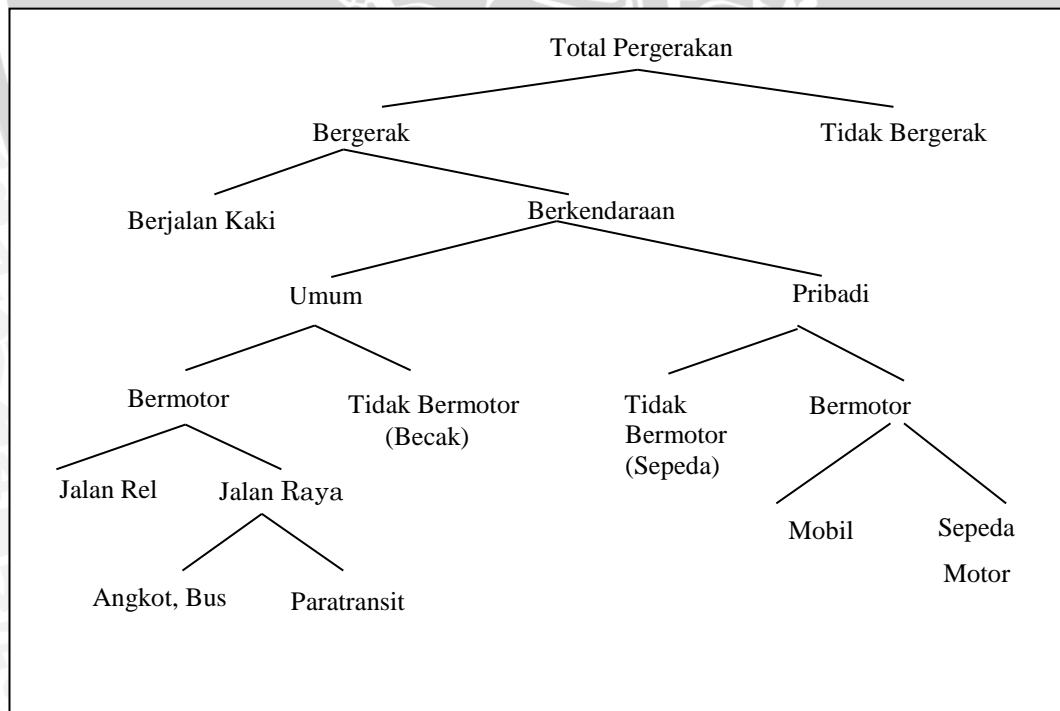 Total Pergerakan
Bergerak
Tidak Bergerak
Berjalan Kaki
Berkendaraan
Umum
Pribadi
Bermotor
Tidak Bermotor
(Becak)
Tidak
Bermotor
(Sepeda)
Bermotor
Jalan Rel
Jalan Raya
Mobil
Sepeda
Motor
Angkot, Bus
Paratransit